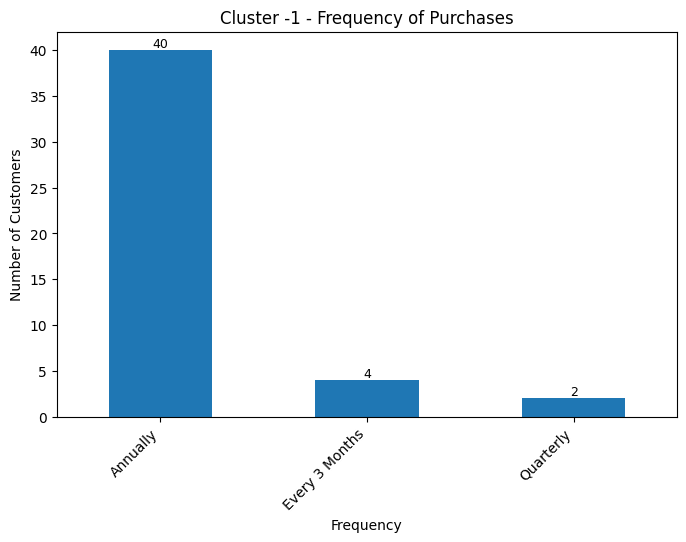 Cluster -1 - Frequency of Purchases
Number of Customers
40
35
30
25
20
15
10
5
0
40
4
2
Annually
Every 3 Months
Quarterly
Frequency